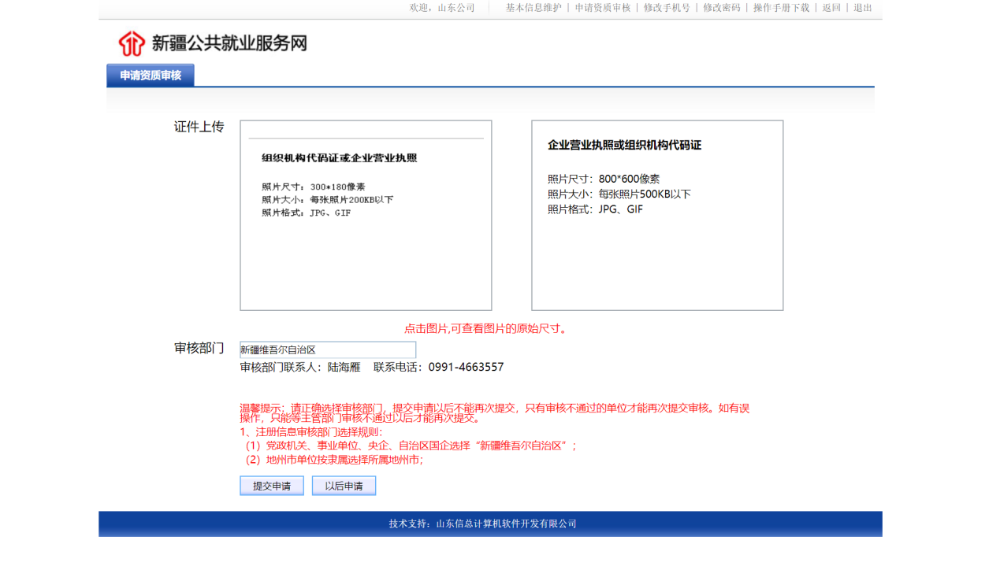 欢迎，山东公司 基本信息维护 | 申请资质审核 | 修改手机号 | 修改密码 | 操作手册下载 | 返回 | 退出
新疆公共就业服务网
申请资质审核
证件上传
组织机构代码证或企业营业执照
照片尺寸：300*180像素
照片大小：每张照片200KB以下
照片格式：JPG、GIF
企业营业执照或组织机构代码证
照片尺寸：800*600像素
照片大小：每张照片500KB以下
照片格式：JPG、GIF
点击图片,可查看图片的原始尺寸。
审核部门 新疆维吾尔自治区
审核部门联系人：陆海雁 联系电话：0991-4663557
温馨提示：请正确选择审核部门，提交申请以后不能再次提交，只有审核不通过的单位才能再次提交审核。如有误
操作，只能等主管部门审核不通过以后才能再次提交。
1、注册信息审核部门选择规则：
（1）党政机关、事业单位、央企、自治区国企选择“新疆维吾尔自治区”；
（2）地州市单位按隶属选择所属地州市；
提交申请 以后申请
技术支持：山东信总计算机软件开发有限公司